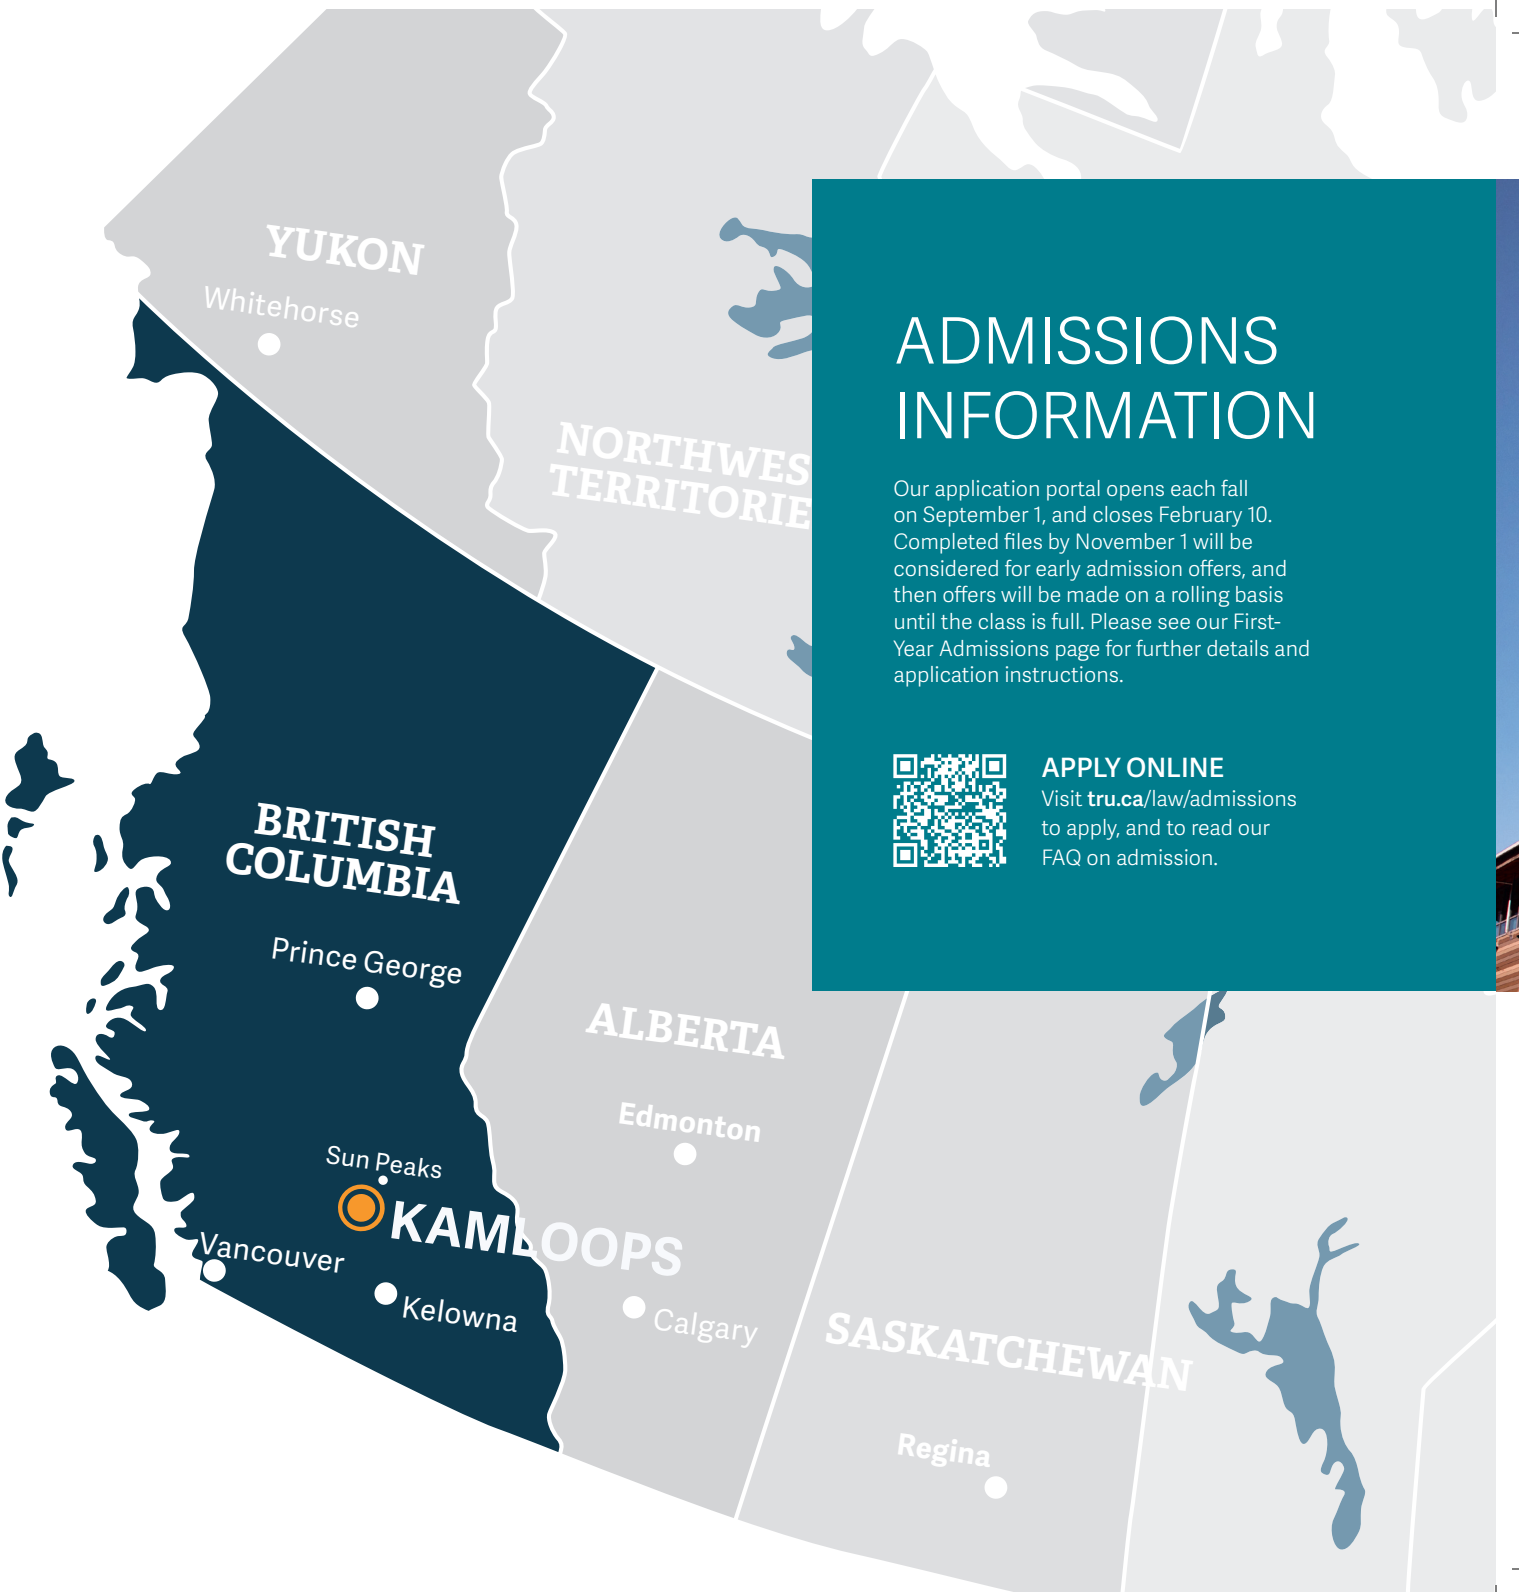 YUKON
Whitehorse
NORTHWES
TERRITORIE
ADMISSIONS
INFORMATION
Our application portal opens each fall
on September 1, and closes February 10.
Completed files by November 1 will be
considered for early admission offers, and
then offers will be made on a rolling basis
until the class is full. Please see our First-
Year Admissions page for further details and
application instructions.
APPLY ONLINE
Visit tru.ca/law/admissions
to apply, and to read our
FAQ on admission.
BRITISH
COLUMBIA
Prince George
ALBERTA
Edmonton
Sun Peaks
KAMLOOPS
Vancouver
Kelowna
Calgary
SASKATCHEWAN
Regina